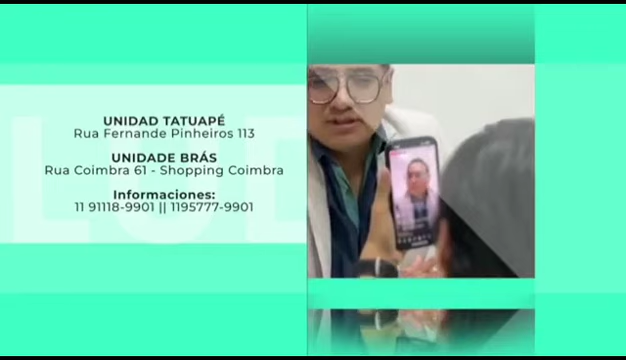 UNIDAD TATUAPÉ
Rua Fernande Pinheiros 113
UNIDADE BRÁS
Rua Coimbra 61 - Shopping Coimbra
Informaciones:
11 91118-9901 || 1195777-9901